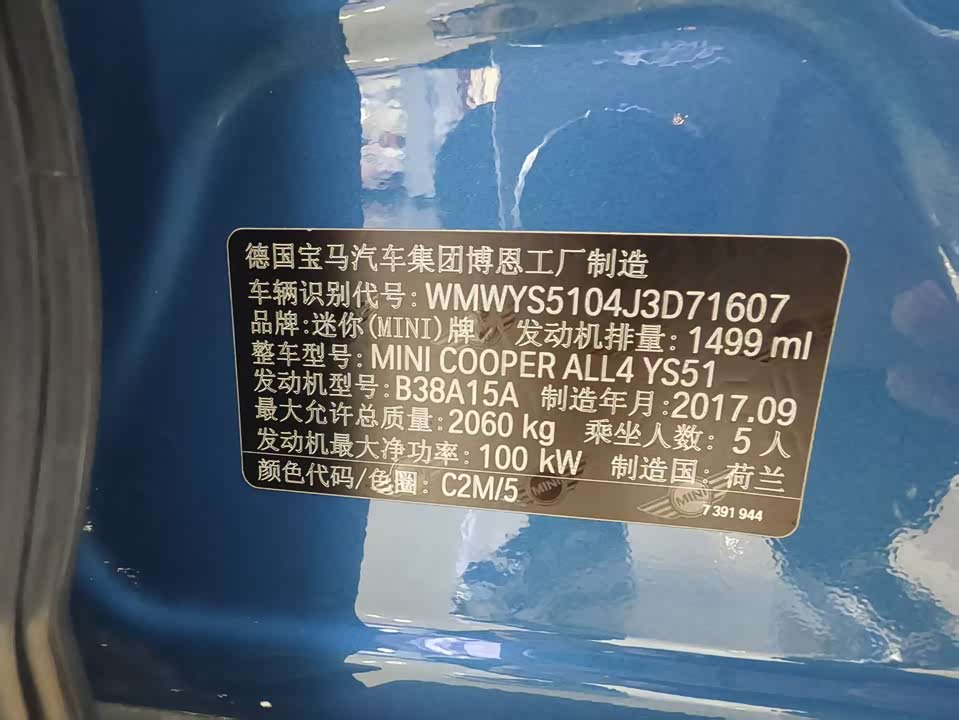 德国宝马汽车集团博恩工厂制造
车辆识别代号: WMWYS5104J3D71607
品牌:迷你(MINI)牌 发动机排量: 1499 ml
整车型号: MINI COOPER ALL4 YS51
发动机型号: B38A15A 制造年月: 2017.09
最大允许总质量: 2060 kg 乘坐人数: 5 人
发动机最大净功率: 100 kW 制造国: 荷兰
颜色代码/色圈: C2M/5
MINI MINI
7 391 944